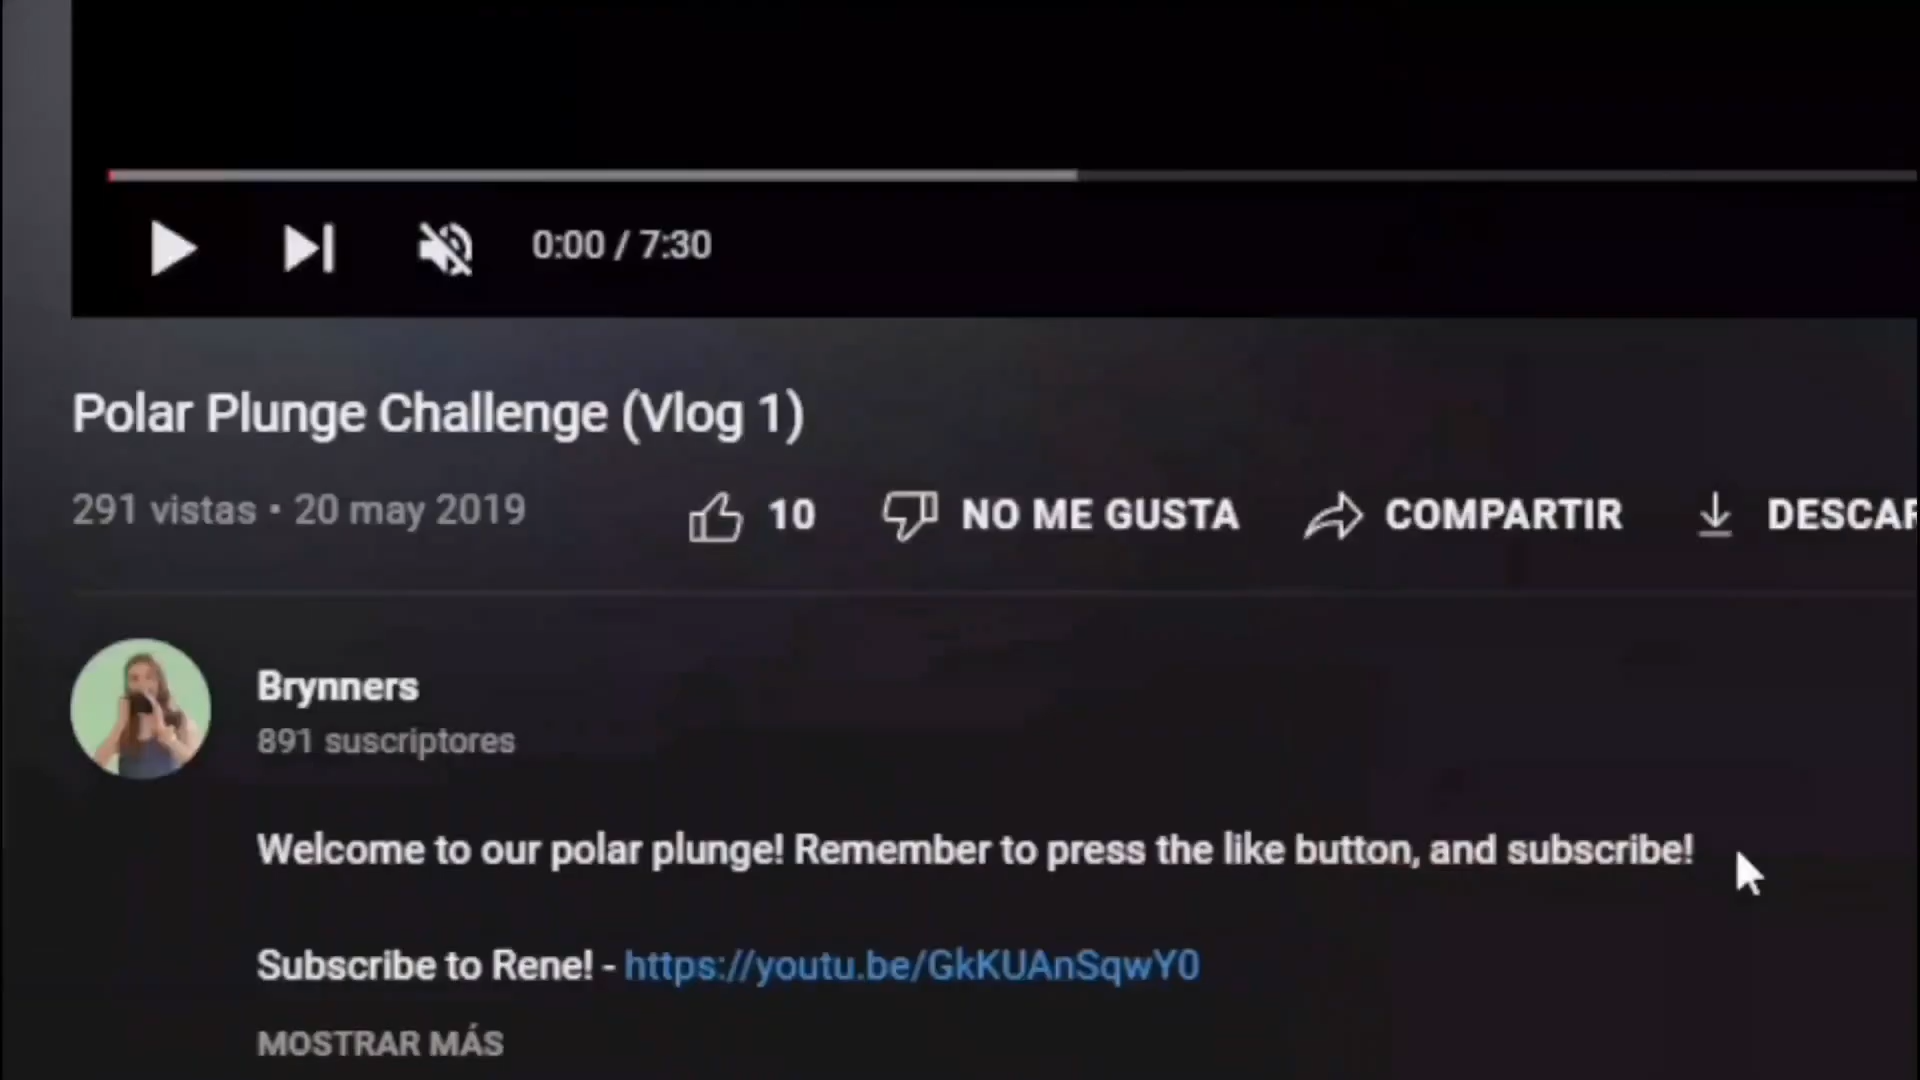 0:00 / 7:30
Polar Plunge Challenge (Vlog 1)
291 vistas • 20 may 2019
10 NO ME GUSTA COMPARTIR DESCAR
Brynners
891 suscriptores
Welcome to our polar plunge! Remember to press the like button, and subscribe!
Subscribe to Rene! - https://youtu.be/GkKUAnSqwY0
MOSTRAR MÁS